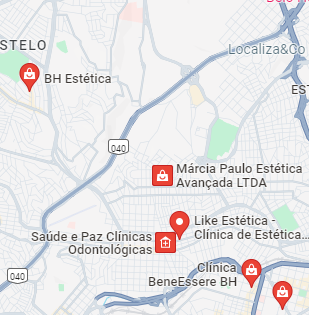 STELO
Localiza&Co
BH Estética
EST
040
Márcia Paulo Estética
Avançada LTDA
Like Estética -
Clínica de Estética...
Saúde e Paz Clínicas
Odontológicas
Clínica
BeneEssere BH
040